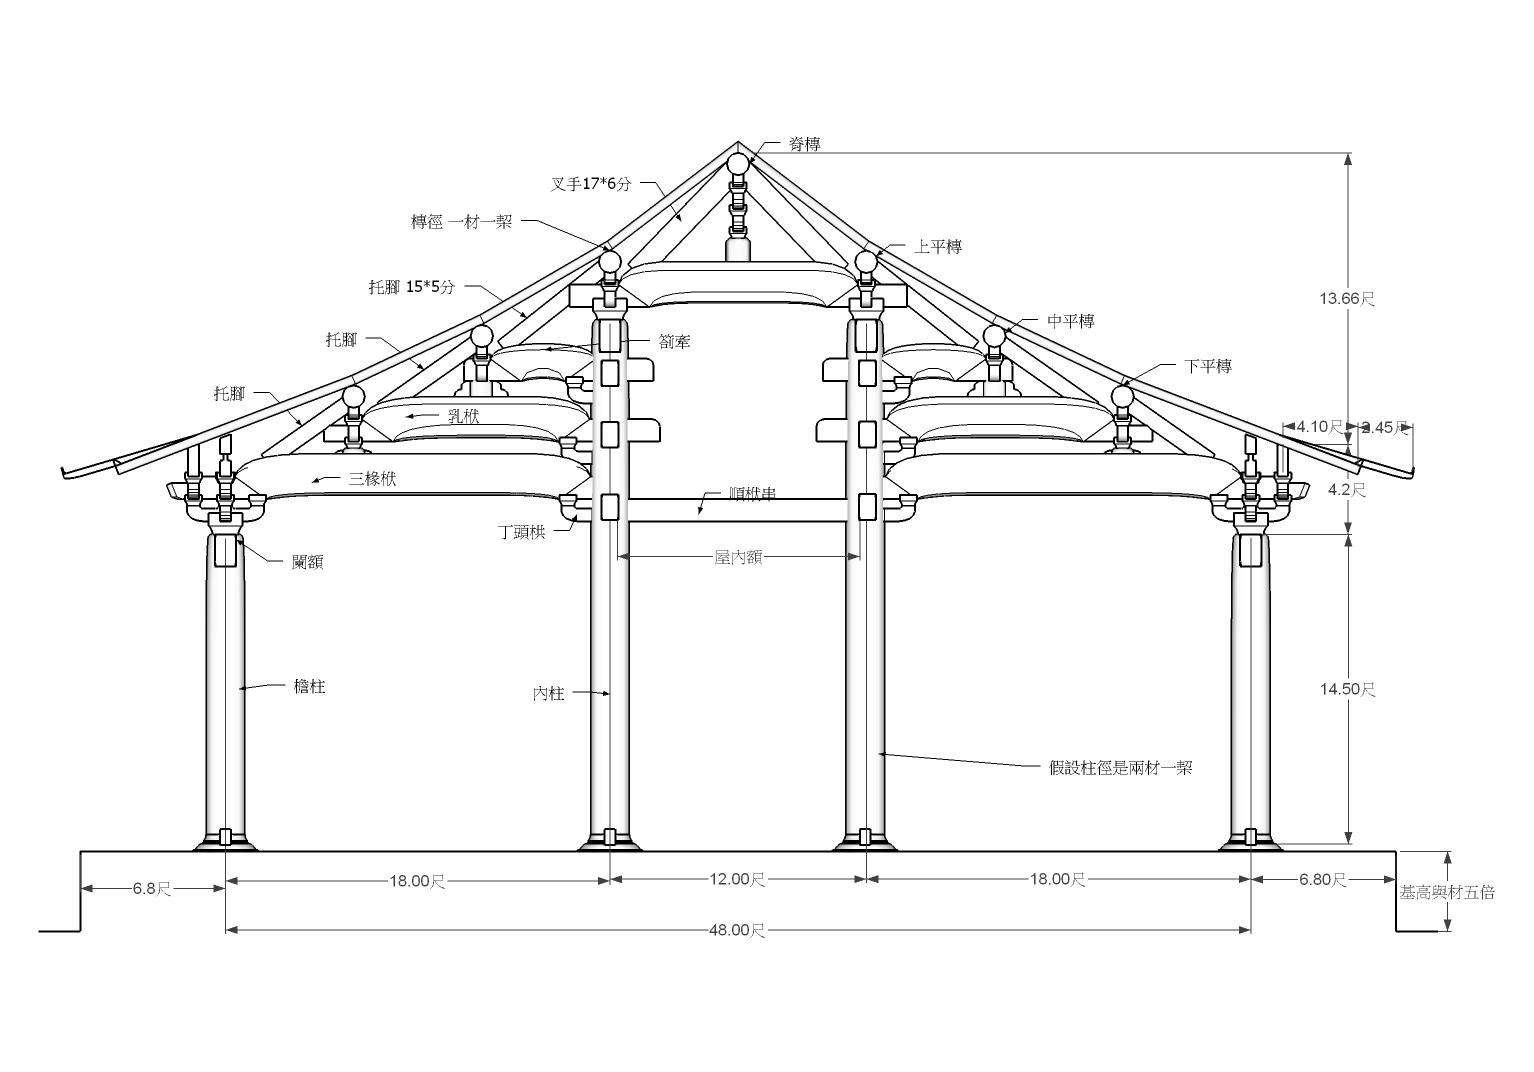 脊槫
叉手17*6分
槫徑 一材一栔
上平槫
托腳 15*5分
13.66尺
中平槫
托腳
劄牽
下平槫
托腳
乳栿
4.10尺
2.45尺
三椽栿
順栿串
4.2尺
丁頭栱
屋內額
闌額
檐柱
內柱
14.50尺
假設柱徑是兩材一栔
6.8尺
18.00尺
12.00尺
18.00尺
6.80尺
基高與材五倍
48.00尺